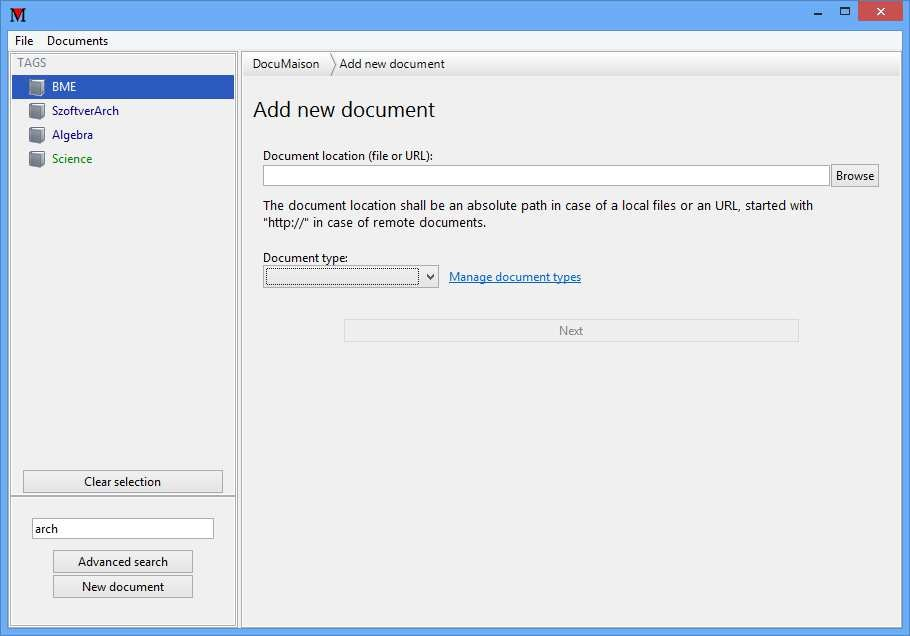 File Documents
TAGS
BME
SzoftverArch
Algebra
Science
Clear selection
arch
Advanced search
New document
DocuMaison Add new document
Add new document
Document location (file or URL):
Browse
The document location shall be an absolute path in case of a local files or an URL, started with
"http://" in case of remote documents.
Document type:
Manage document types
Next